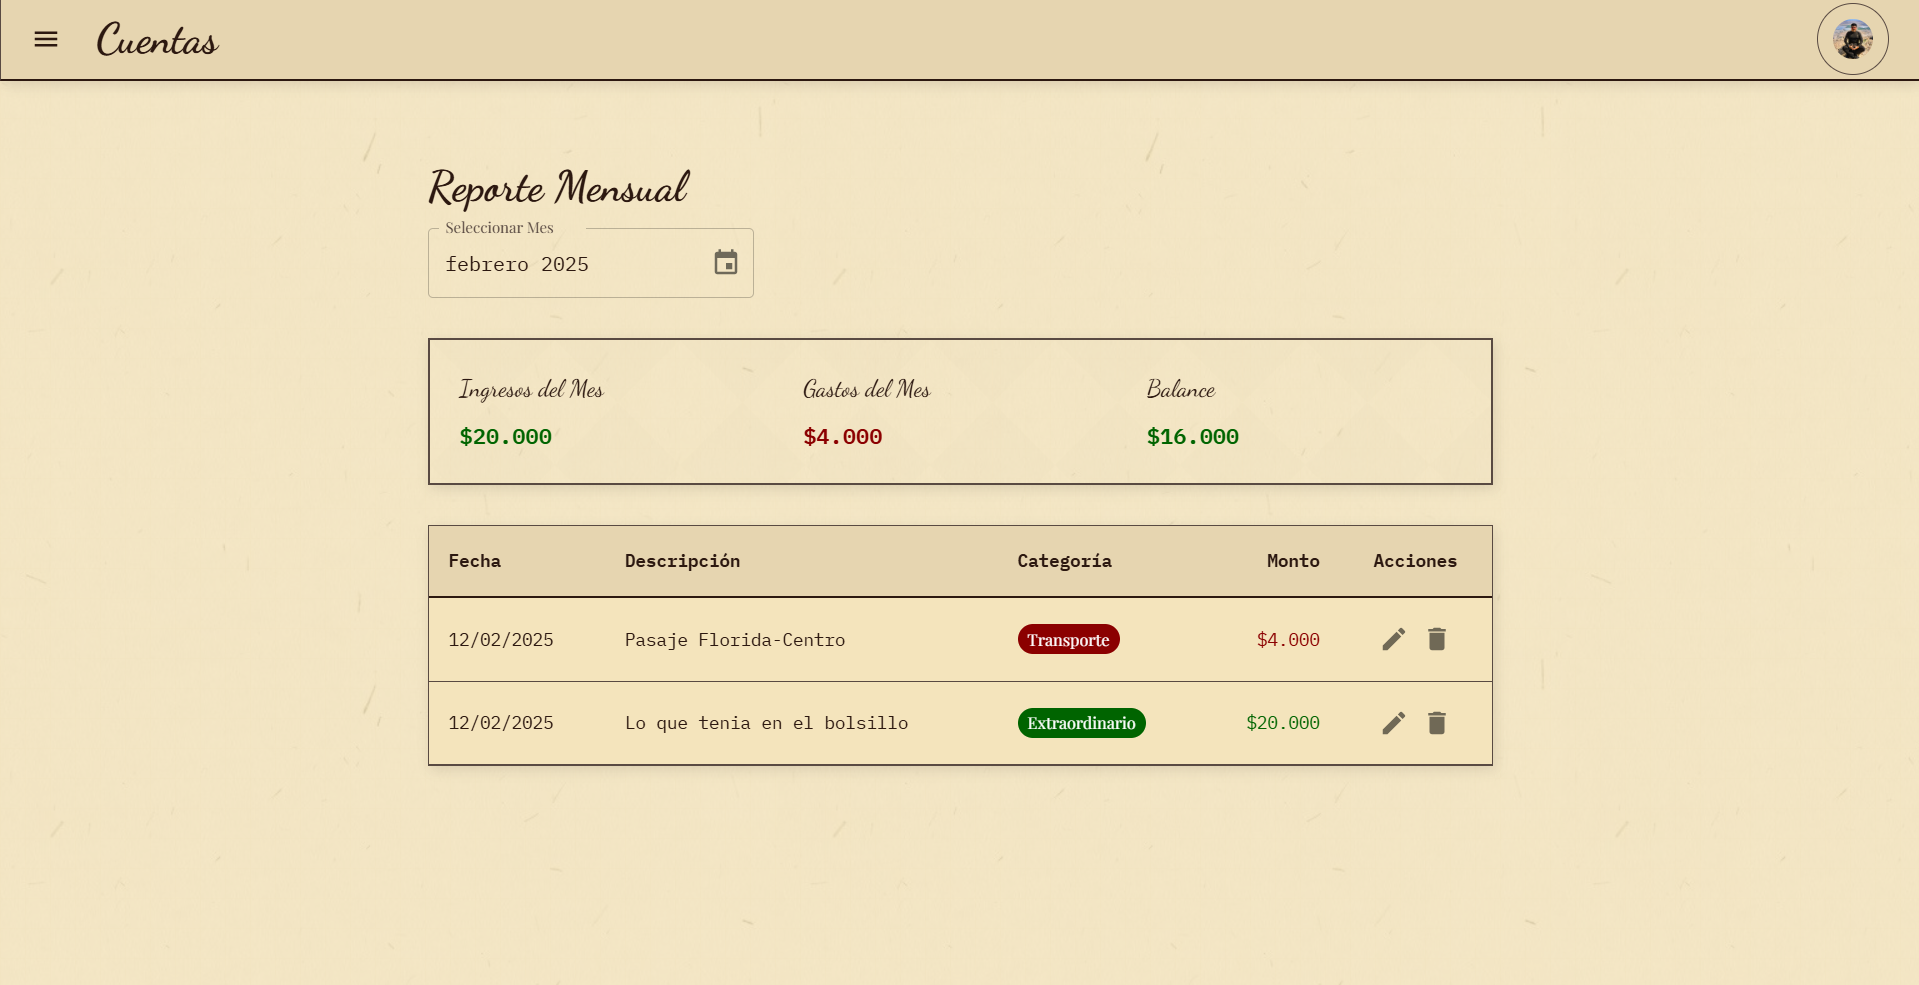 Cuentas
Reporte Mensual
Seleccionar Mes
febrero 2025
Ingresos del Mes Gastos del Mes Balance
$20.000 $4.000 $16.000
Fecha Descripción Categoría Monto Acciones
12/02/2025 Pasaje Florida-Centro Transporte $4.000
12/02/2025 Lo que tenia en el bolsillo Extraordinario $20.000